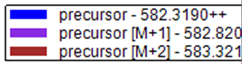 precursor - 582.3190++
precursor [M+1] - 582.820
precursor [M+2] - 583.321